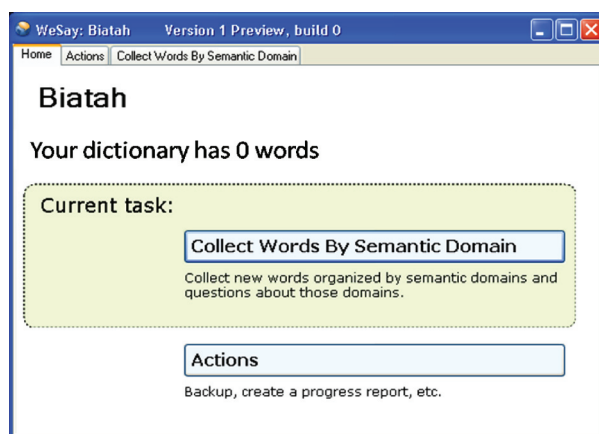 WeSay: Biatah Version 1 Preview, build 0
Home Actions Collect Words By Semantic Domain
Biatah
Your dictionary has 0 words
Current task:
Collect Words By Semantic Domain
Collect new words organized by semantic domains and
questions about those domains.
Actions
Backup, create a progress report, etc.